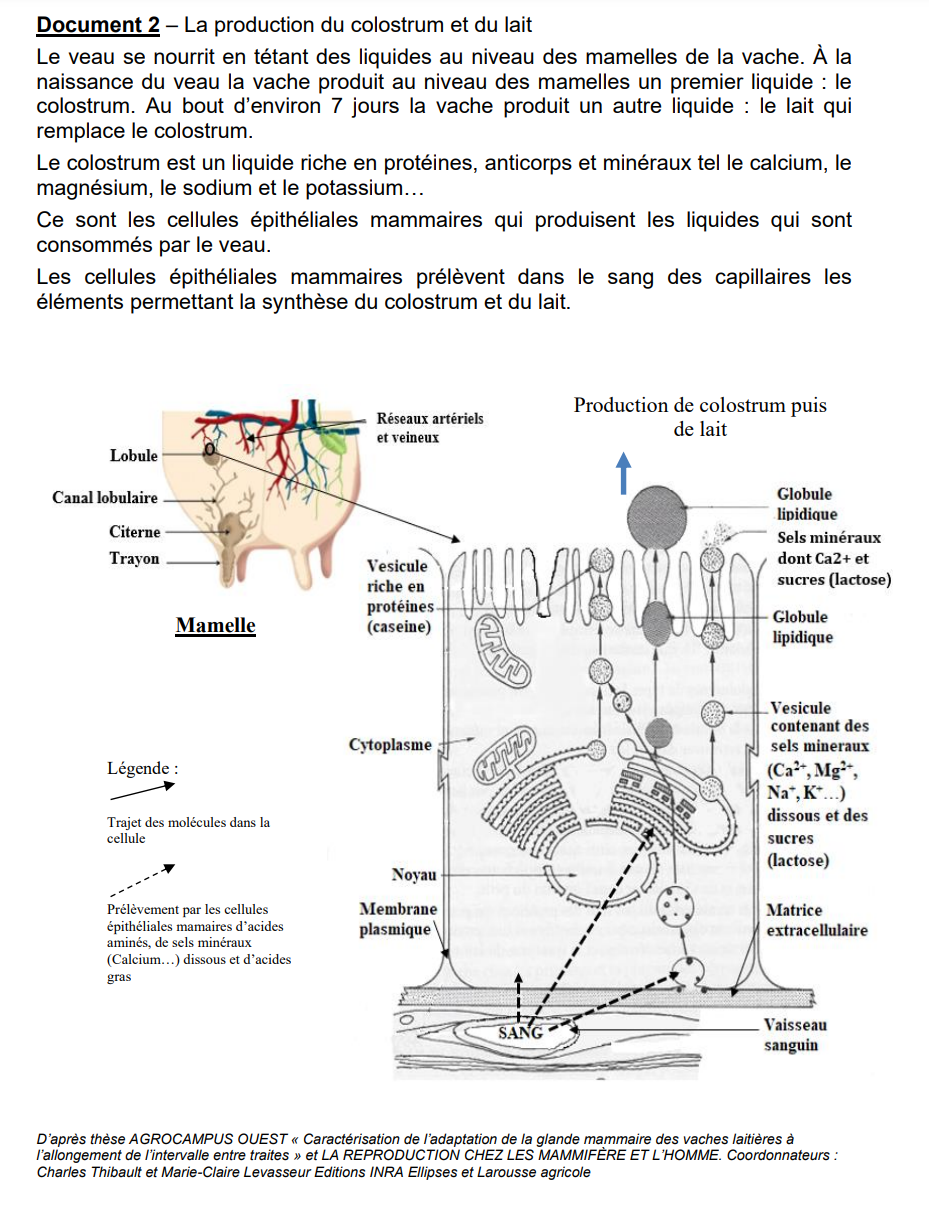 Document 2 – La production du colostrum et du lait
Le veau se nourrit en tétant des liquides au niveau des mamelles de la vache. À la
naissance du veau la vache produit au niveau des mamelles un premier liquide : le
colostrum. Au bout d'environ 7 jours la vache produit un autre liquide : le lait qui
remplace le colostrum.
Le colostrum est un liquide riche en protéines, anticorps et minéraux tel le calcium, le
magnésium, le sodium et le potassium…
Ce sont les cellules épithéliales mammaires qui produisent les liquides qui sont
consommés par le veau.
Les cellules épithéliales mammaires prélèvent dans le sang des capillaires les
éléments permettant la synthèse du colostrum et du lait.
Production de colostrum puis
de lait
Réseaux artériels
et veineux
Lobule
Canal lobulaire
Citerne
Trayon
Mamelle
Globule
lipidique
Sels minéraux
dont Ca2+ et
sucres (lactose)
Vesicule
riche en
protéines
(caseine)
Globule
lipidique
Vesicule
contenant des
sels mineraux
(Ca²⁺, Mg²⁺,
Na⁺, K⁺…)
dissous et des
sucres
(lactose)
Cytoplasme
Légende :
Trajet des molécules dans la
cellule
Prélèvement par les cellules
épithéliales mamaires d'acides
aminés, de sels minéraux
(Calcium…) dissous et d'acides
gras
Noyau
Membrane
plasmique
Matrice
extracellulaire
SANG
Vaisseau
sanguin
D'après thèse AGROCAMPUS OUEST « Caractérisation de l'adaptation de la glande mammaire des vaches laitières à
l'allongement de l'intervalle entre traites » et LA REPRODUCTION CHEZ LES MAMMIFÈRE ET L'HOMME. Coordonnateurs :
Charles Thibault et Marie-Claire Levasseur Editions INRA Ellipses et Larousse agricole